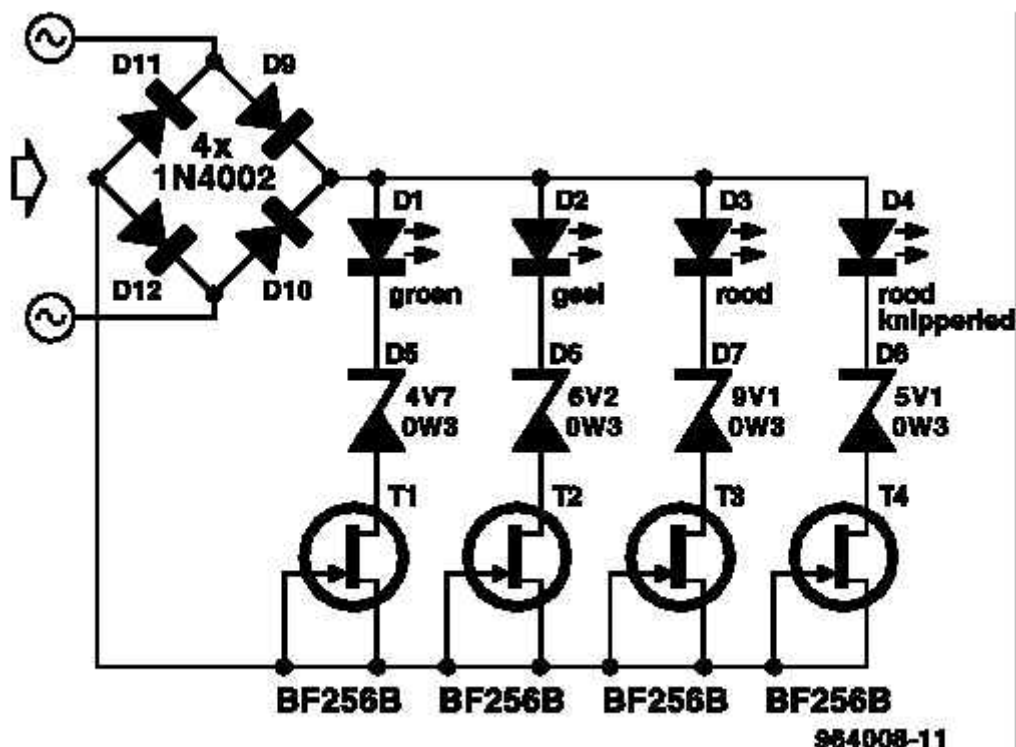 D11
D9
4x
1N4002
D12
D10
D1
D2
D3
D4
groen
geel
rood
rood
knipperled
D5
D6
D7
D8
4V7
0W3
6V2
0W3
9V1
0W3
5V1
0W3
T1
T2
T3
T4
BF256B
BF256B
BF256B
BF256B
964008-11